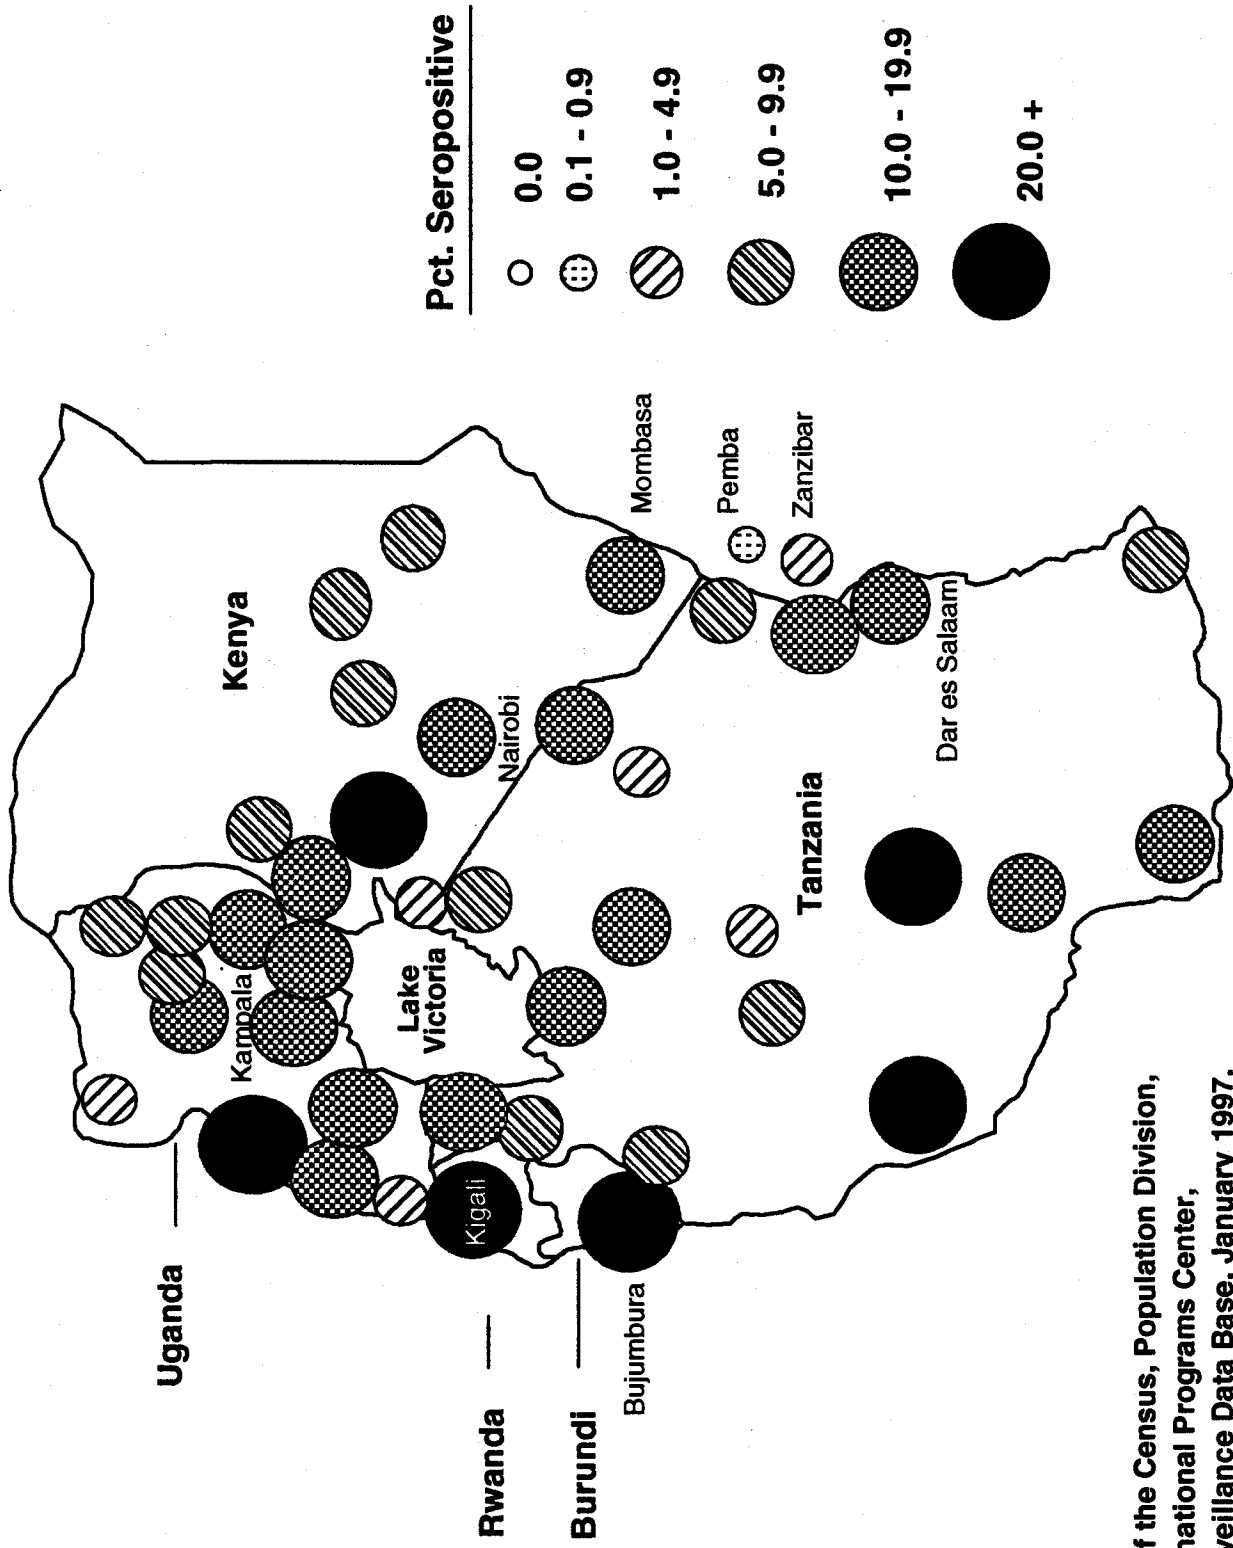 Pct. Seropositive
0.0
0.1 - 0.9
1.0 - 4.9
5.0 - 9.9
10.0 - 19.9
20.0 +
Uganda
Kenya
Kampala
Lake
Victoria
Nairobi
Mombasa
Rwanda
Kigali
Burundi
Bujumbura
Pemba
Zanzibar
Tanzania
Dar es Salaam
the Census, Population Division,
Programs Center,
Data Base, January 1997.